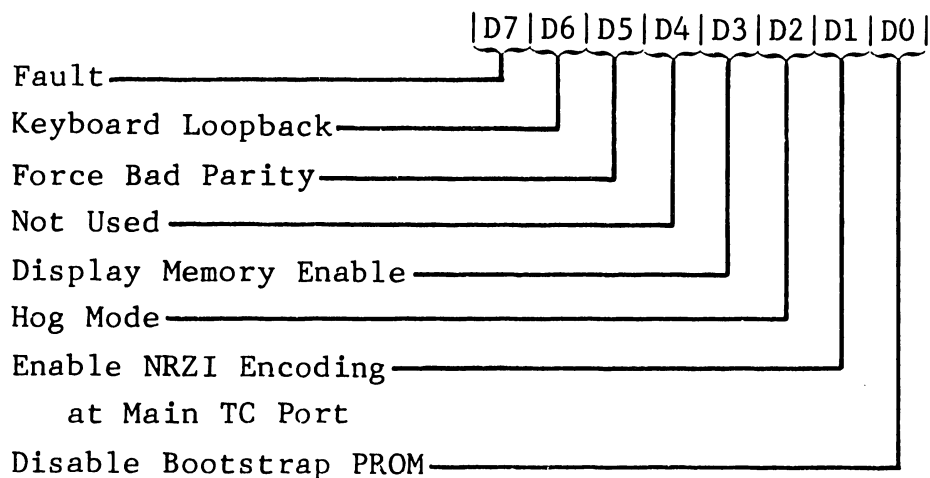 |D7|D6|D5|D4|D3|D2|D1|D0|
Fault
Keyboard Loopback
Force Bad Parity
Not Used
Display Memory Enable
Hog Mode
Enable NRZI Encoding
at Main TC Port
Disable Bootstrap PROM